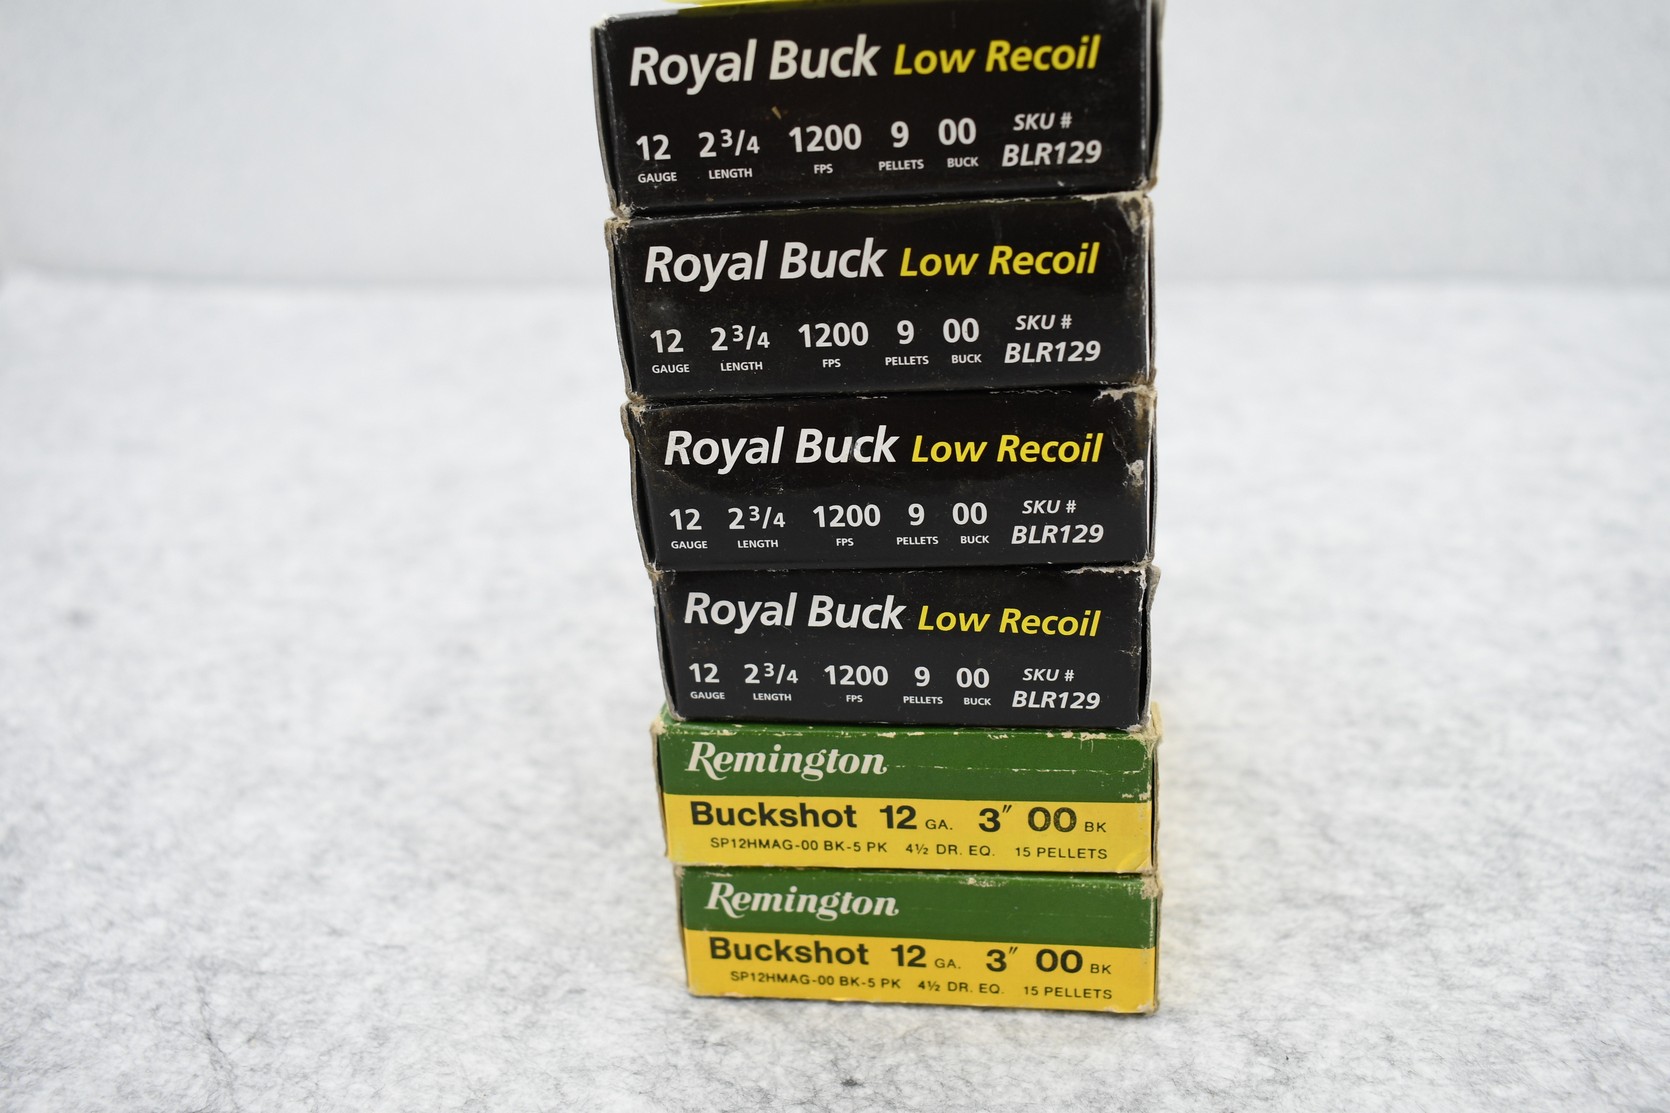 Royal Buck Low Recoil
12 2 3/4 1200 9 00 SKU #
GAUGE LENGTH FPS PELLETS BUCK BLR129
Royal Buck Low Recoil
12 2 3/4 1200 9 00 SKU #
GAUGE LENGTH FPS PELLETS BUCK BLR129
Royal Buck Low Recoil
12 2 3/4 1200 9 00 SKU #
GAUGE LENGTH FPS PELLETS BUCK BLR129
Royal Buck Low Recoil
12 2 3/4 1200 9 00 SKU #
GAUGE LENGTH FPS PELLETS BUCK BLR129
Remington
Buckshot 12 GA. 3″ 00 BK
SP12HMAG-00 BK-5 PK 4½ DR. EQ. 15 PELLETS
Remington
Buckshot 12 GA. 3″ 00 BK
SP12HMAG-00 BK-5 PK 4½ DR. EQ. 15 PELLETS